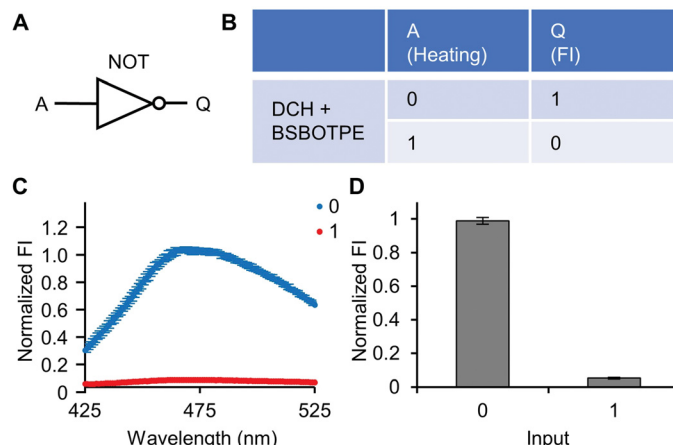 A
NOT
A
Q
B
A
(Heating)
Q
(FI)
DCH +
BSBOTPE
0
1
1
0
C
0
1
Normalized FI
1.2
1.0
0.8
0.6
0.4
0.2
0
425
475
525
Wavelength (nm)
D
Normalized FI
1
0.8
0.6
0.4
0.2
0
0
1
Input